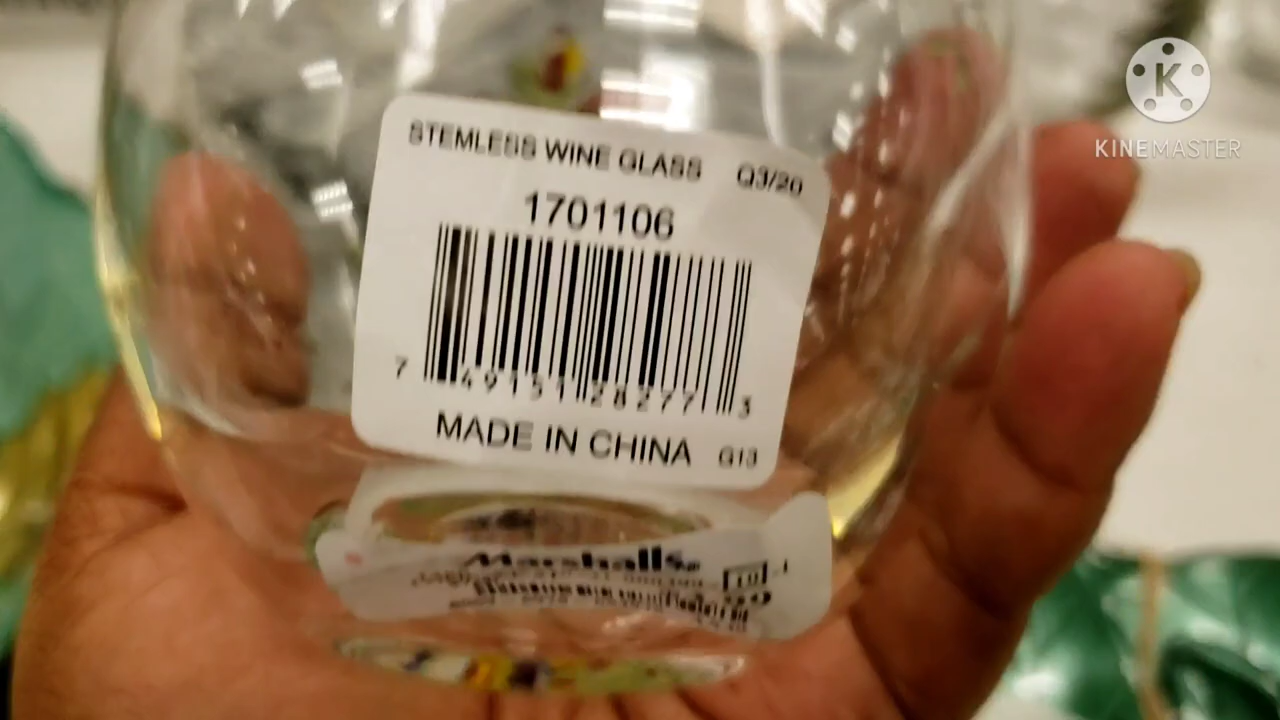 STEMLESS WINE GLASS Q3/20
1701106
7 49151 28277 3
MADE IN CHINA G13
Marshalls
K
KINEMASTER